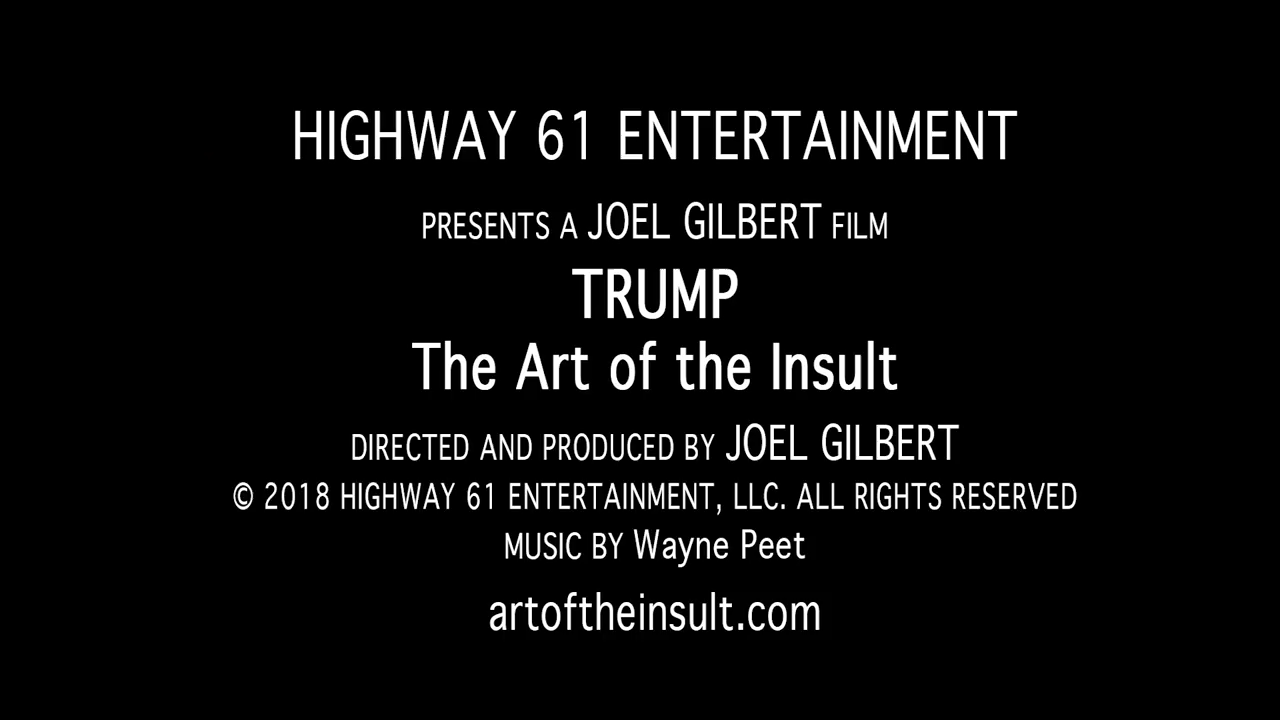 HIGHWAY 61 ENTERTAINMENT
PRESENTS A JOEL GILBERT FILM
TRUMP
The Art of the Insult
DIRECTED AND PRODUCED BY JOEL GILBERT
© 2018 HIGHWAY 61 ENTERTAINMENT, LLC. ALL RIGHTS RESERVED
MUSIC BY Wayne Peet
artoftheinsult.com